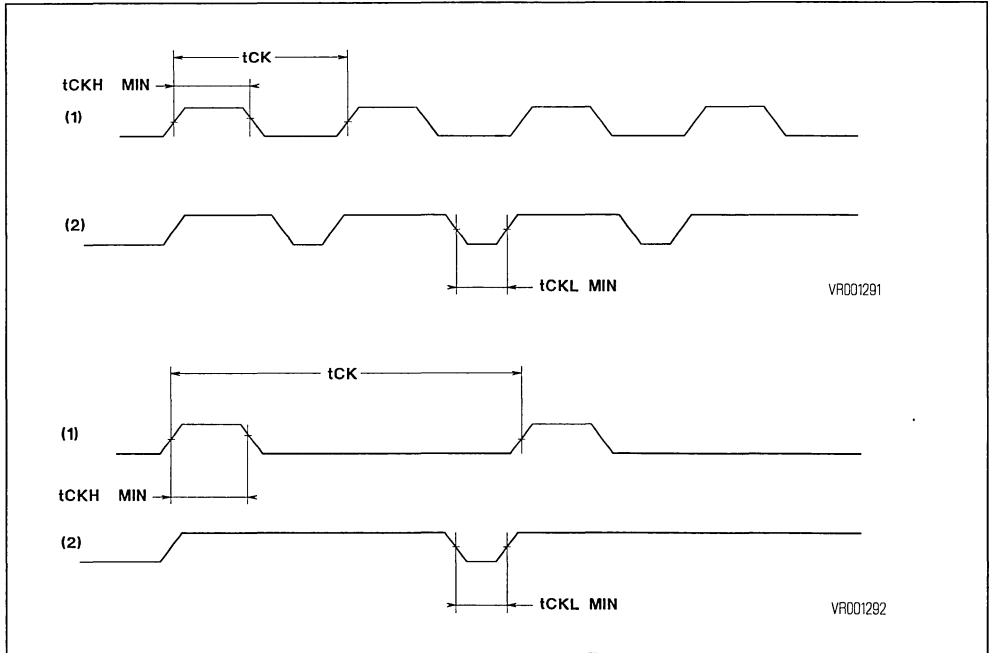 tCK
tCKH MIN
(1)
(2)
tCKL MIN
VR001291
tCK
(1)
tCKH MIN
(2)
tCKL MIN
VR001292